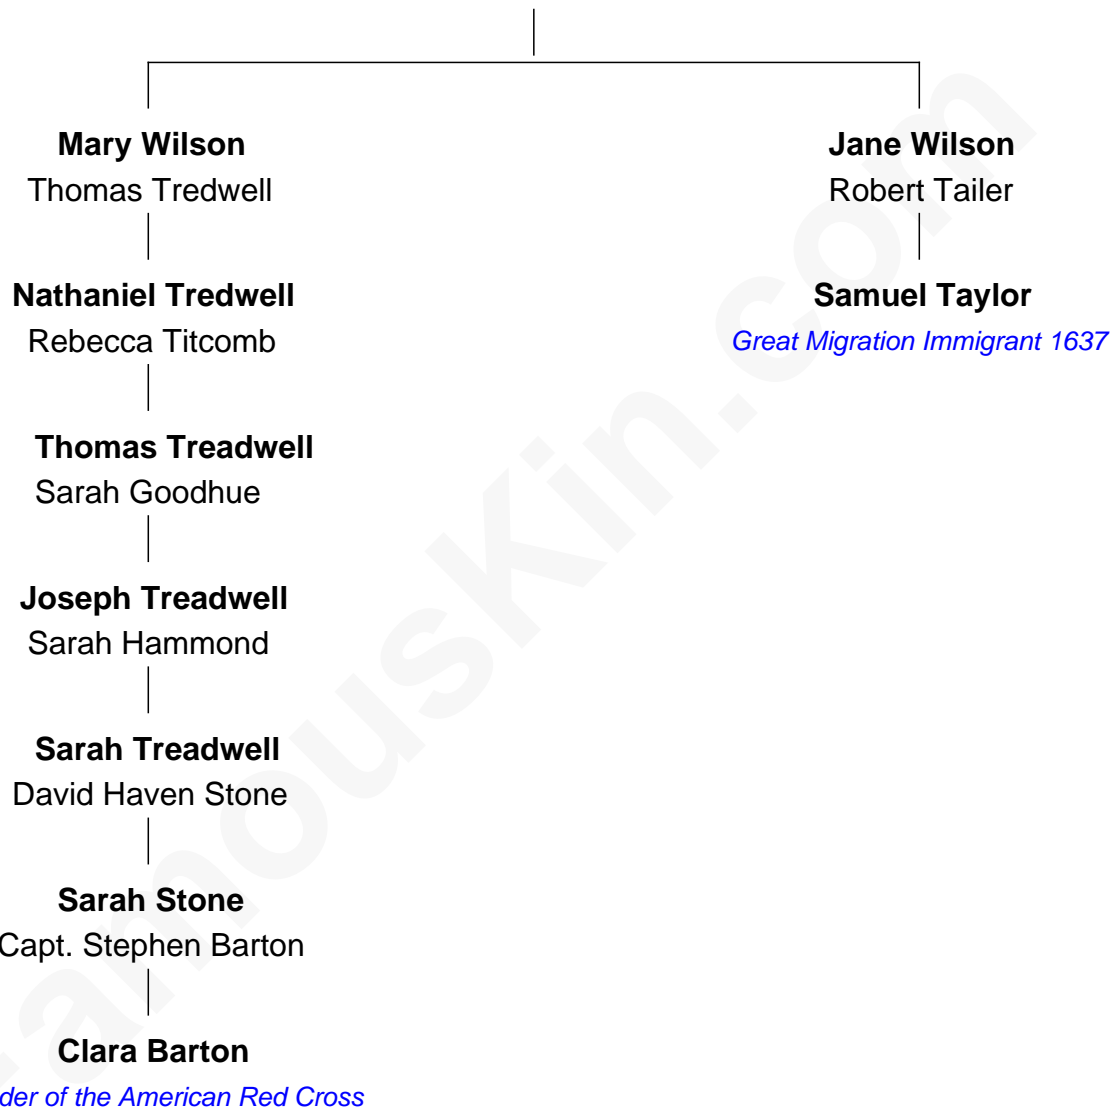 Mary Wilson
Thomas Tredwell
Jane Wilson
Robert Tailer
Nathaniel Tredwell
Rebecca Titcomb
Samuel Taylor
Great Migration Immigrant 1637
Thomas Treadwell
Sarah Goodhue
Joseph Treadwell
Sarah Hammond
Sarah Treadwell
David Haven Stone
Sarah Stone
Capt. Stephen Barton
Clara Barton
der of the American Red Cross
FamousKin.com